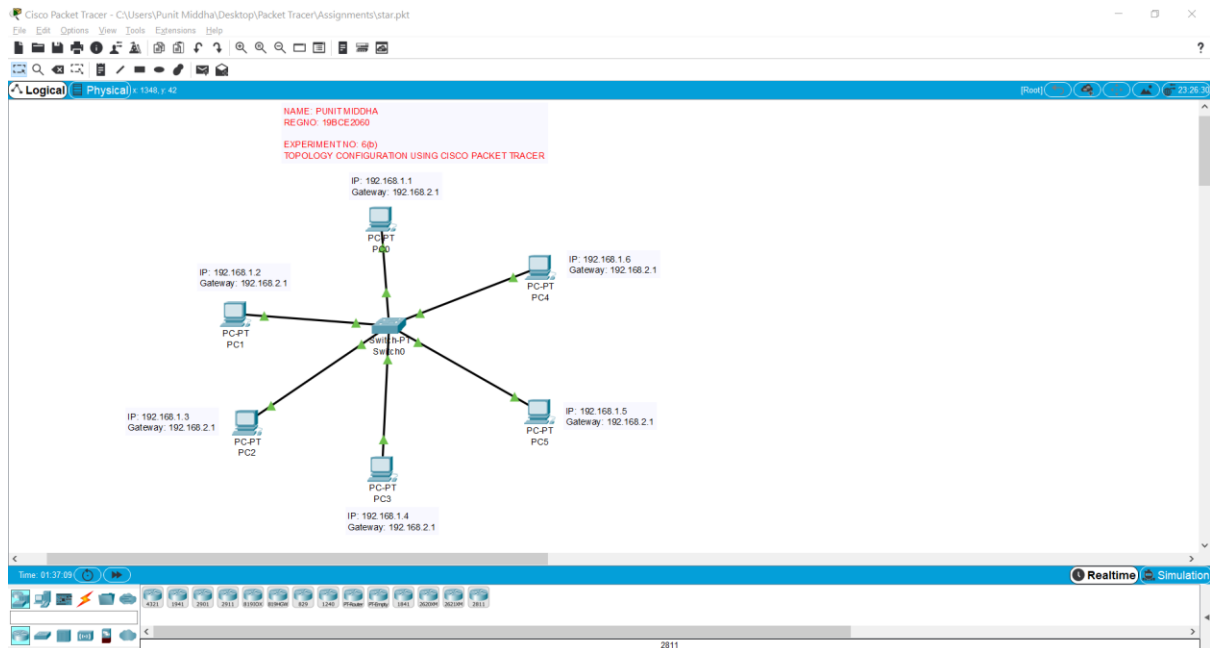 Cisco Packet Tracer - C:\Users\Punit Middha\Desktop\Packet Tracer\Assignments\star.pkt
File Edit Options View Tools Extensions Help
?
Logical Physical x: 1348, y: 42 [Root] 23:26:30
NAME: PUNIT MIDDHA
REGNO: 19BCE2060
EXPERIMENT NO: 6(b)
TOPOLOGY CONFIGURATION USING CISCO PACKET TRACER
IP: 192.168.1.1
Gateway: 192.168.2.1
PC-PT
PC0
IP: 192.168.1.6
Gateway: 192.168.2.1
PC-PT
PC4
IP: 192.168.1.2
Gateway: 192.168.2.1
PC-PT
PC1
Switch-PT
Switch0
IP: 192.168.1.3
Gateway: 192.168.2.1
PC-PT
PC2
IP: 192.168.1.5
Gateway: 192.168.2.1
PC-PT
PC5
PC-PT
PC3
IP: 192.168.1.4
Gateway: 192.168.2.1
Time: 01:37:09 Realtime Simulation
4321 1941 2901 2911 819IOX 819HGW 829 1240 PT-Router PT-Empty 1841 2620XM 2621XM 2811
2811